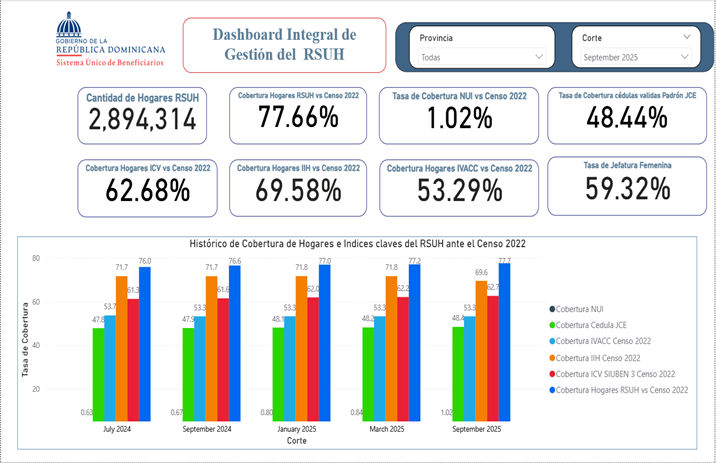 GOBIERNO DE LA
REPÚBLICA DOMINICANA
Sistema Único de Beneficiarios
Dashboard Integral de
Gestión del RSUH
Provincia
Todas
Corte
September 2025
Cantidad de Hogares RSUH
2,894,314
Cobertura Hogares RSUH vs Censo 2022
77.66%
Tasa de Cobertura NUI vs Censo 2022
1.02%
Tasa de Cobertura cédulas validas Padrón JCE
48.44%
Cobertura Hogares ICV vs Censo 2022
62.68%
Cobertura Hogares IIH vs Censo 2022
69.58%
Cobertura Hogares IVACC vs Censo 2022
53.29%
Tasa de Jefatura Femenina
59.32%
Histórico de Cobertura de Hogares e Indices claves del RSUH ante el Censo 2022
Tasa de Cobertura
80
60
40
20
0.63
47.8
53.7
71.7
61.3
76.0
0.67
47.9
53.3
71.7
61.6
76.6
0.80
48.1
53.3
71.8
62.0
77.0
0.84
48.2
53.3
71.8
62.2
77.2
1.02
48.4
53.3
69.6
62.7
77.7
July 2024
September 2024
January 2025
March 2025
September 2025
Corte
Cobertura NUI
Cobertura Cedula JCE
Cobertura IVACC Censo 2022
Cobertura IIH Censo 2022
Cobertura ICV SIUBEN 3 Censo 2022
Cobertura Hogares RSUH vs Censo 2022